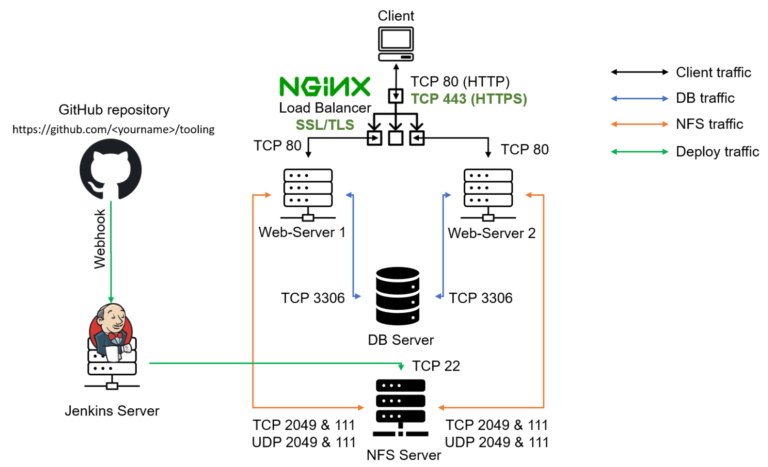 Client
NGINX
Load Balancer
SSL/TLS
TCP 80 (HTTP)
TCP 443 (HTTPS)
Client traffic
DB traffic
NFS traffic
Deploy traffic
GitHub repository
https://github.com/<yourname>/tooling
TCP 80
TCP 80
Webhook
Web-Server 1
Web-Server 2
TCP 3306
TCP 3306
DB Server
TCP 22
Jenkins Server
TCP 2049 & 111
UDP 2049 & 111
TCP 2049 & 111
UDP 2049 & 111
NFS Server